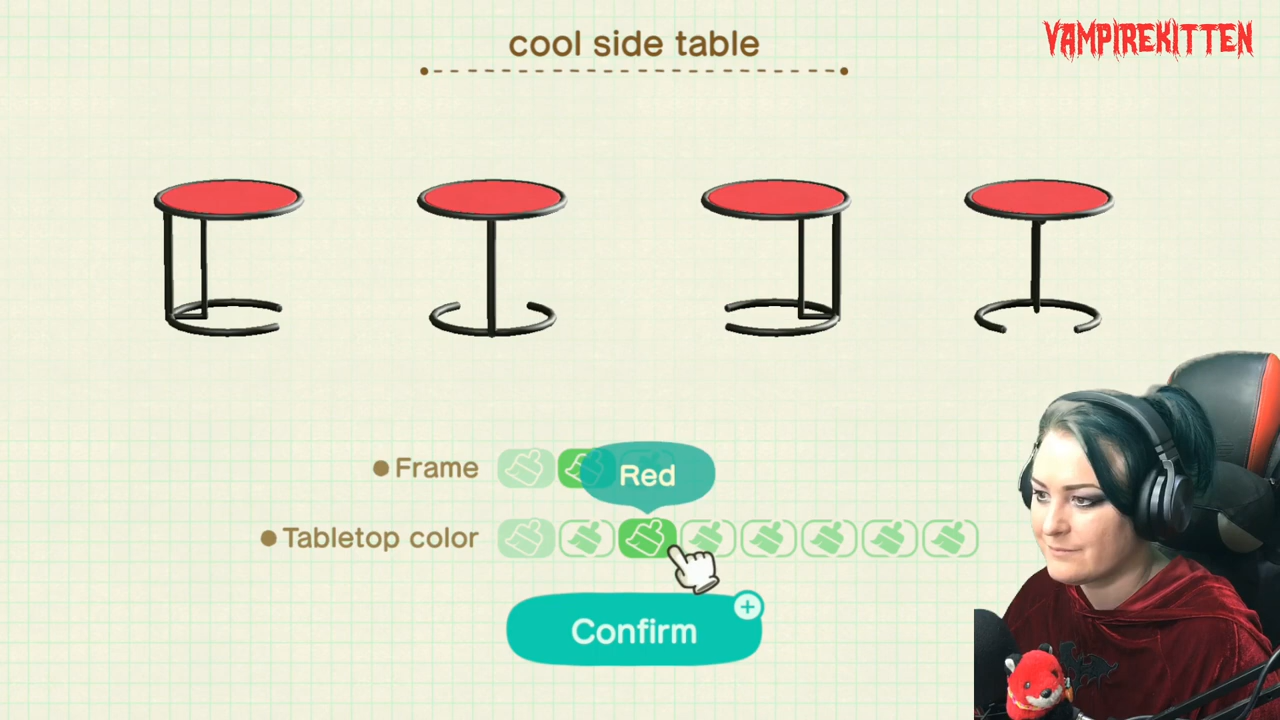 cool side table
VAMPIREKITTEN
Frame
Red
Tabletop color
Confirm